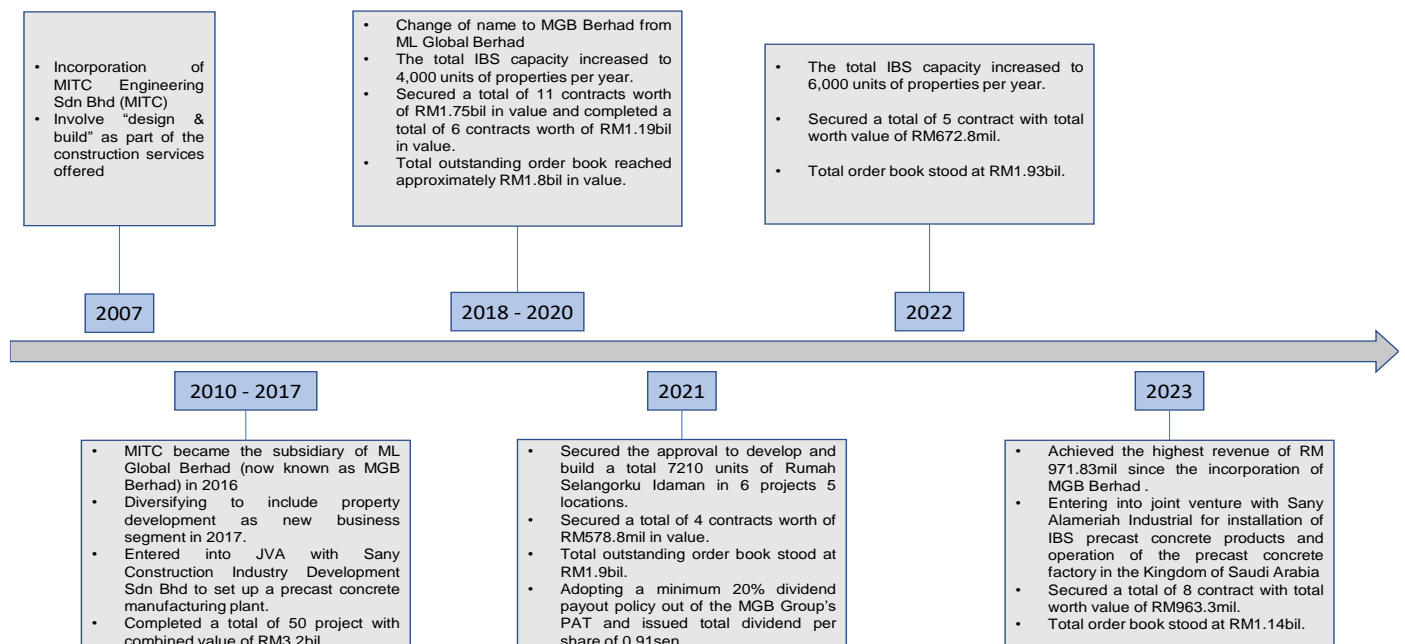 • Incorporation of
MITC Engineering
Sdn Bhd (MITC)
• Involve “design &
build” as part of the
construction services
offered
2007
• Change of name to MGB Berhad from
ML Global Berhad
• The total IBS capacity increased to
4,000 units of properties per year.
• Secured a total of 11 contracts worth
of RM1.75bil in value and completed a
total of 6 contracts worth of RM1.19bil
in value.
• Total outstanding order book reached
approximately RM1.8bil in value.
2018 - 2020
• The total IBS capacity increased to
6,000 units of properties per year.
• Secured a total of 5 contract with total
worth value of RM672.8mil.
• Total order book stood at RM1.93bil.
2022
2010 - 2017
• MITC became the subsidiary of ML
Global Berhad (now known as MGB
Berhad) in 2016
• Diversifying to include property
development as new business
segment in 2017.
• Entered into JVA with Sany
Construction Industry Development
Sdn Bhd to set up a precast concrete
manufacturing plant.
• Completed a total of 50 project with
combined value of RM3.2bil
2021
• Secured the approval to develop and
build a total 7210 units of Rumah
Selangorku Idaman in 6 projects 5
locations.
• Secured a total of 4 contracts worth of
RM578.8mil in value.
• Total outstanding order book stood at
RM1.9bil.
• Adopting a minimum 20% dividend
payout policy out of the MGB Group’s
PAT and issued total dividend per
share of 0.91sen
2023
• Achieved the highest revenue of RM
971.83mil since the incorporation of
MGB Berhad .
• Entering into joint venture with Sany
Alameriah Industrial for installation of
IBS precast concrete products and
operation of the precast concrete
factory in the Kingdom of Saudi Arabia
• Secured a total of 8 contract with total
worth value of RM963.3mil.
• Total order book stood at RM1.14bil.